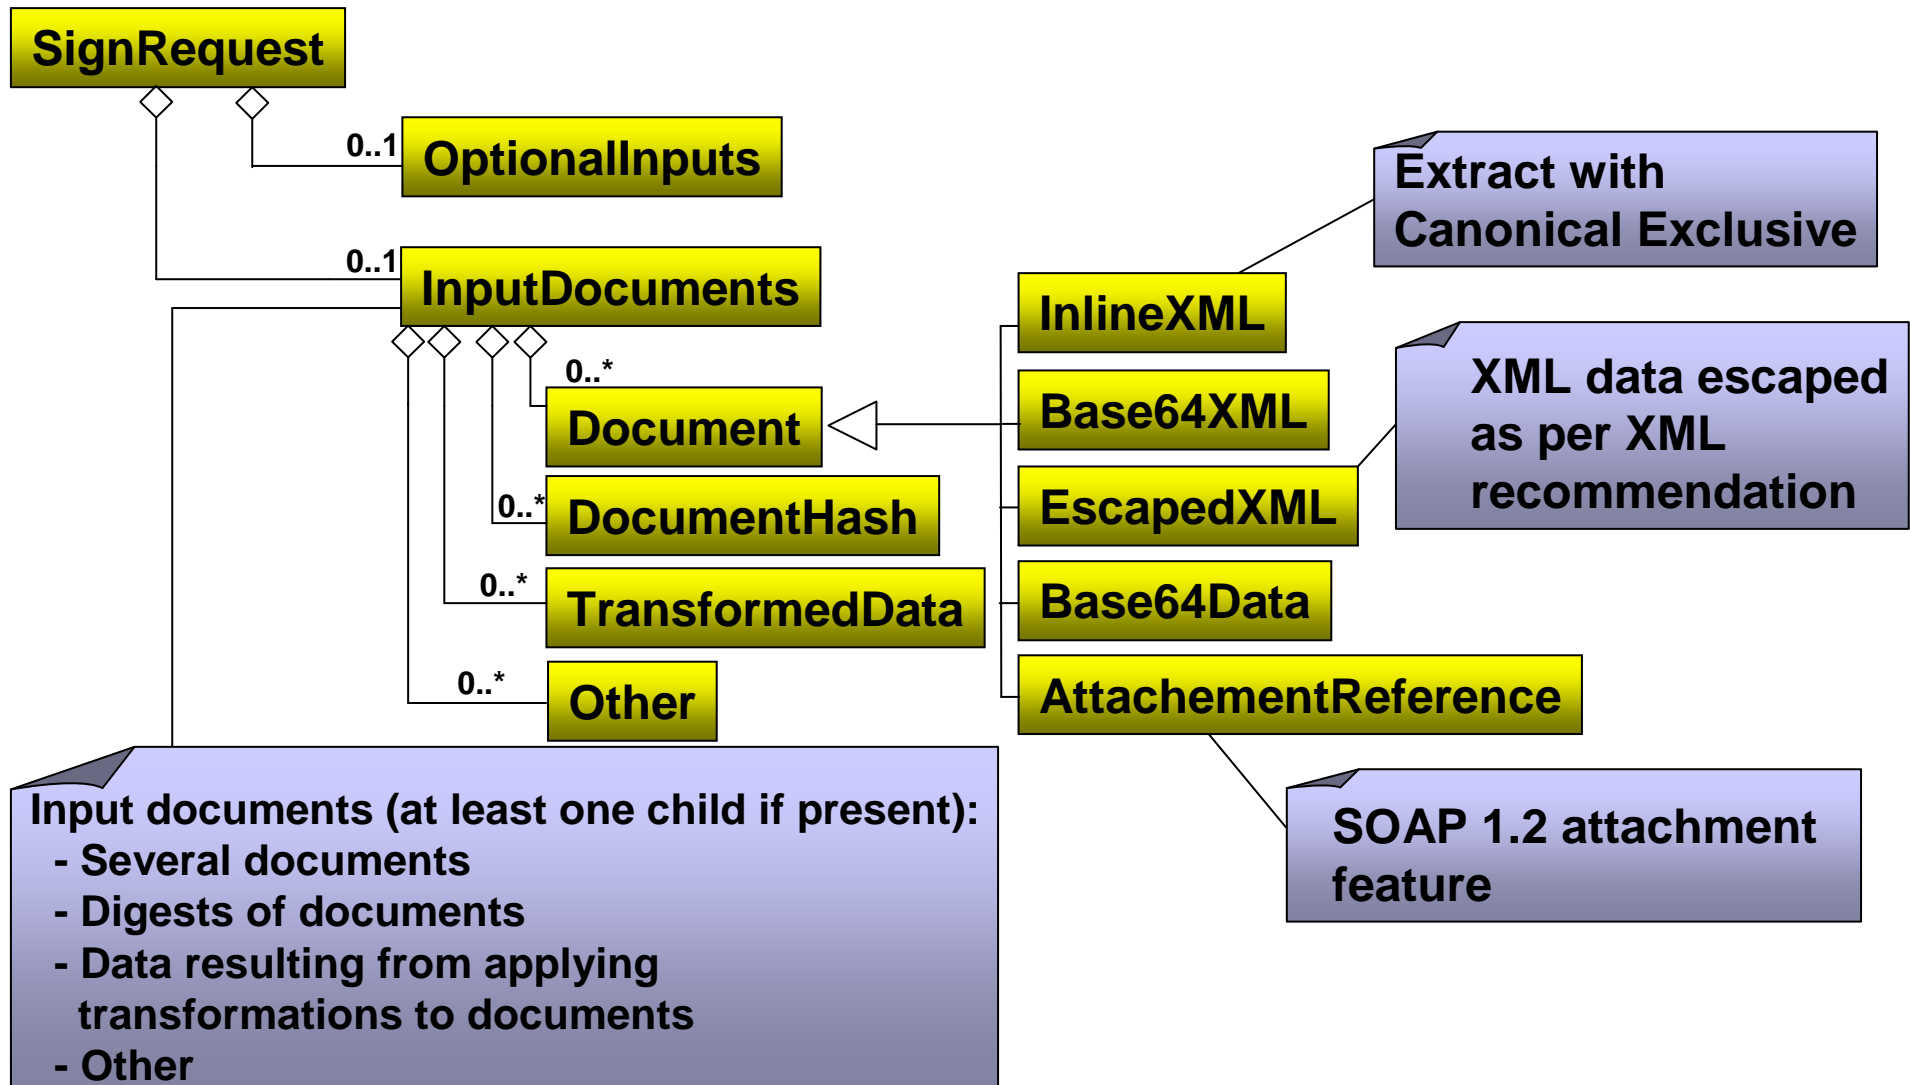 SignRequest
0..1
OptionalInputs
0..1
InputDocuments
0..*
Document
0..*
DocumentHash
0..*
TransformedData
0..*
Other
InlineXML
Base64XML
EscapedXML
Base64Data
AttachementReference
Extract with
Canonical Exclusive
XML data escaped
as per XML
recommendation
SOAP 1.2 attachment
feature
Input documents (at least one child if present):
- Several documents
- Digests of documents
- Data resulting from applying
transformations to documents
- Other